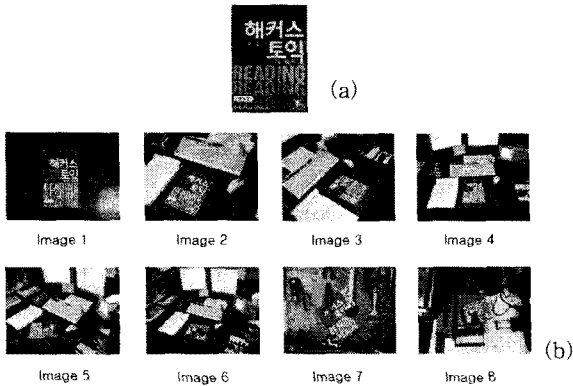 해커스
토익
READING
(a)
해커스
토익
Image 1
Image 2
Image 3
Image 4
Image 5
Image 6
Image 7
Image 8
(b)